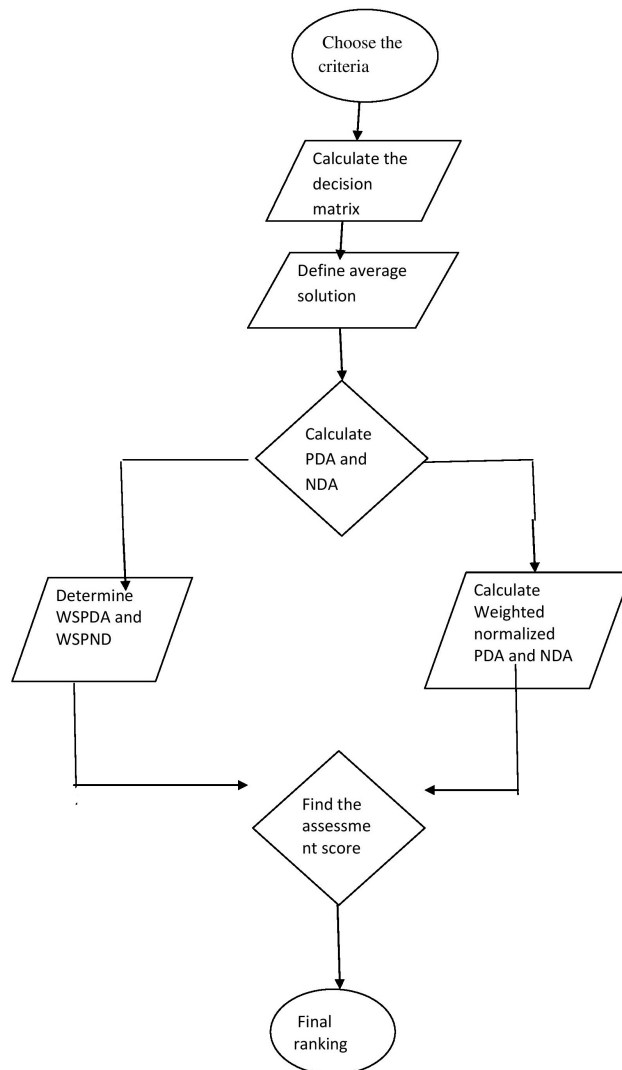 Choose the
criteria
Calculate the
decision
matrix
Define average
solution
Calculate
PDA and
NDA
Determine
WSPDA and
WSPND
Calculate
Weighted
normalized
PDA and NDA
Find the
assessme
nt score
Final
ranking